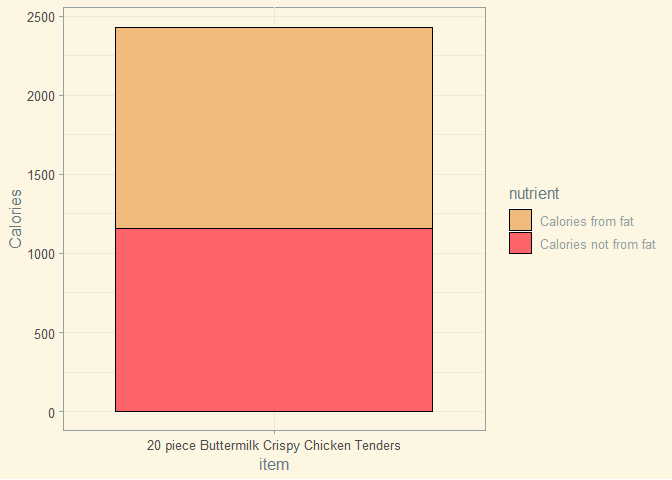 2500
2000
1500
1000
500
0
Calories
20 piece Buttermilk Crispy Chicken Tenders
item
nutrient
Calories from fat
Calories not from fat